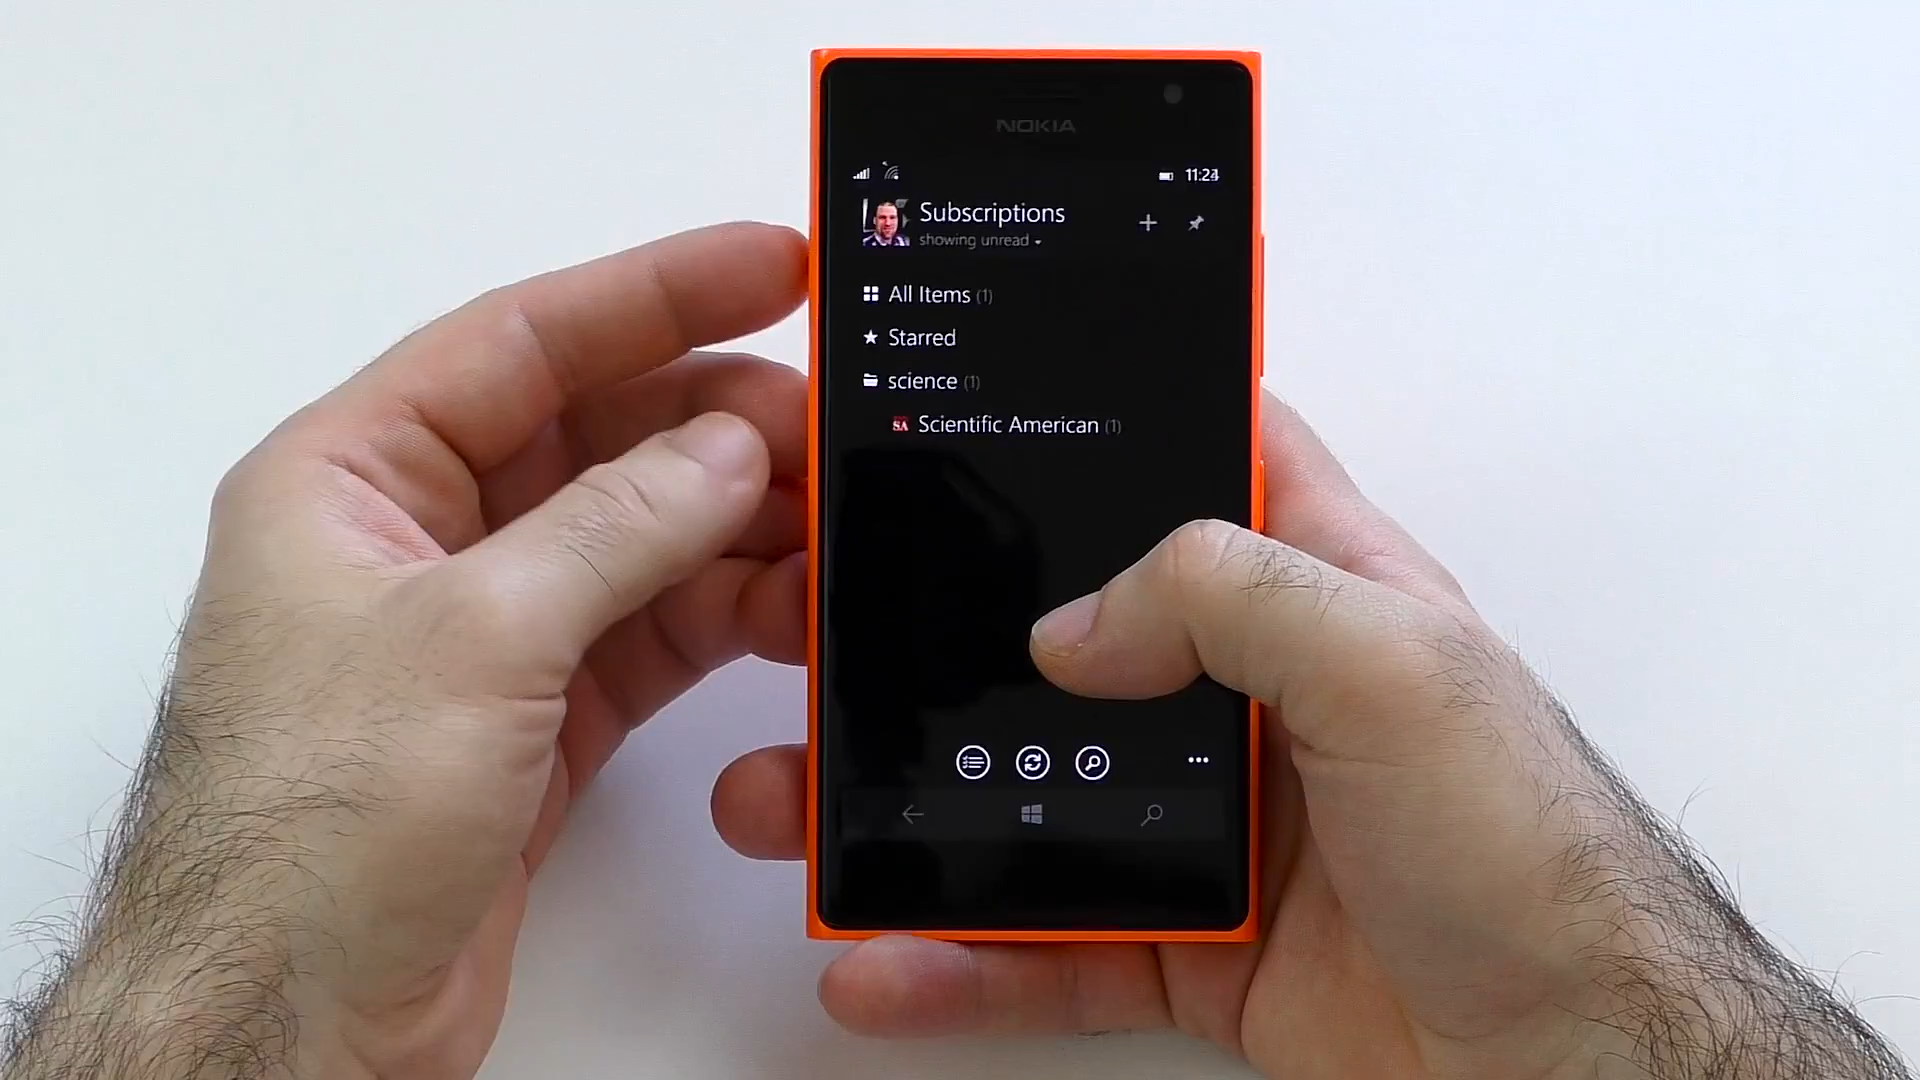 NOKIA
11:24
Subscriptions
showing unread
All Items (1)
Starred
science (1)
SA Scientific American (1)